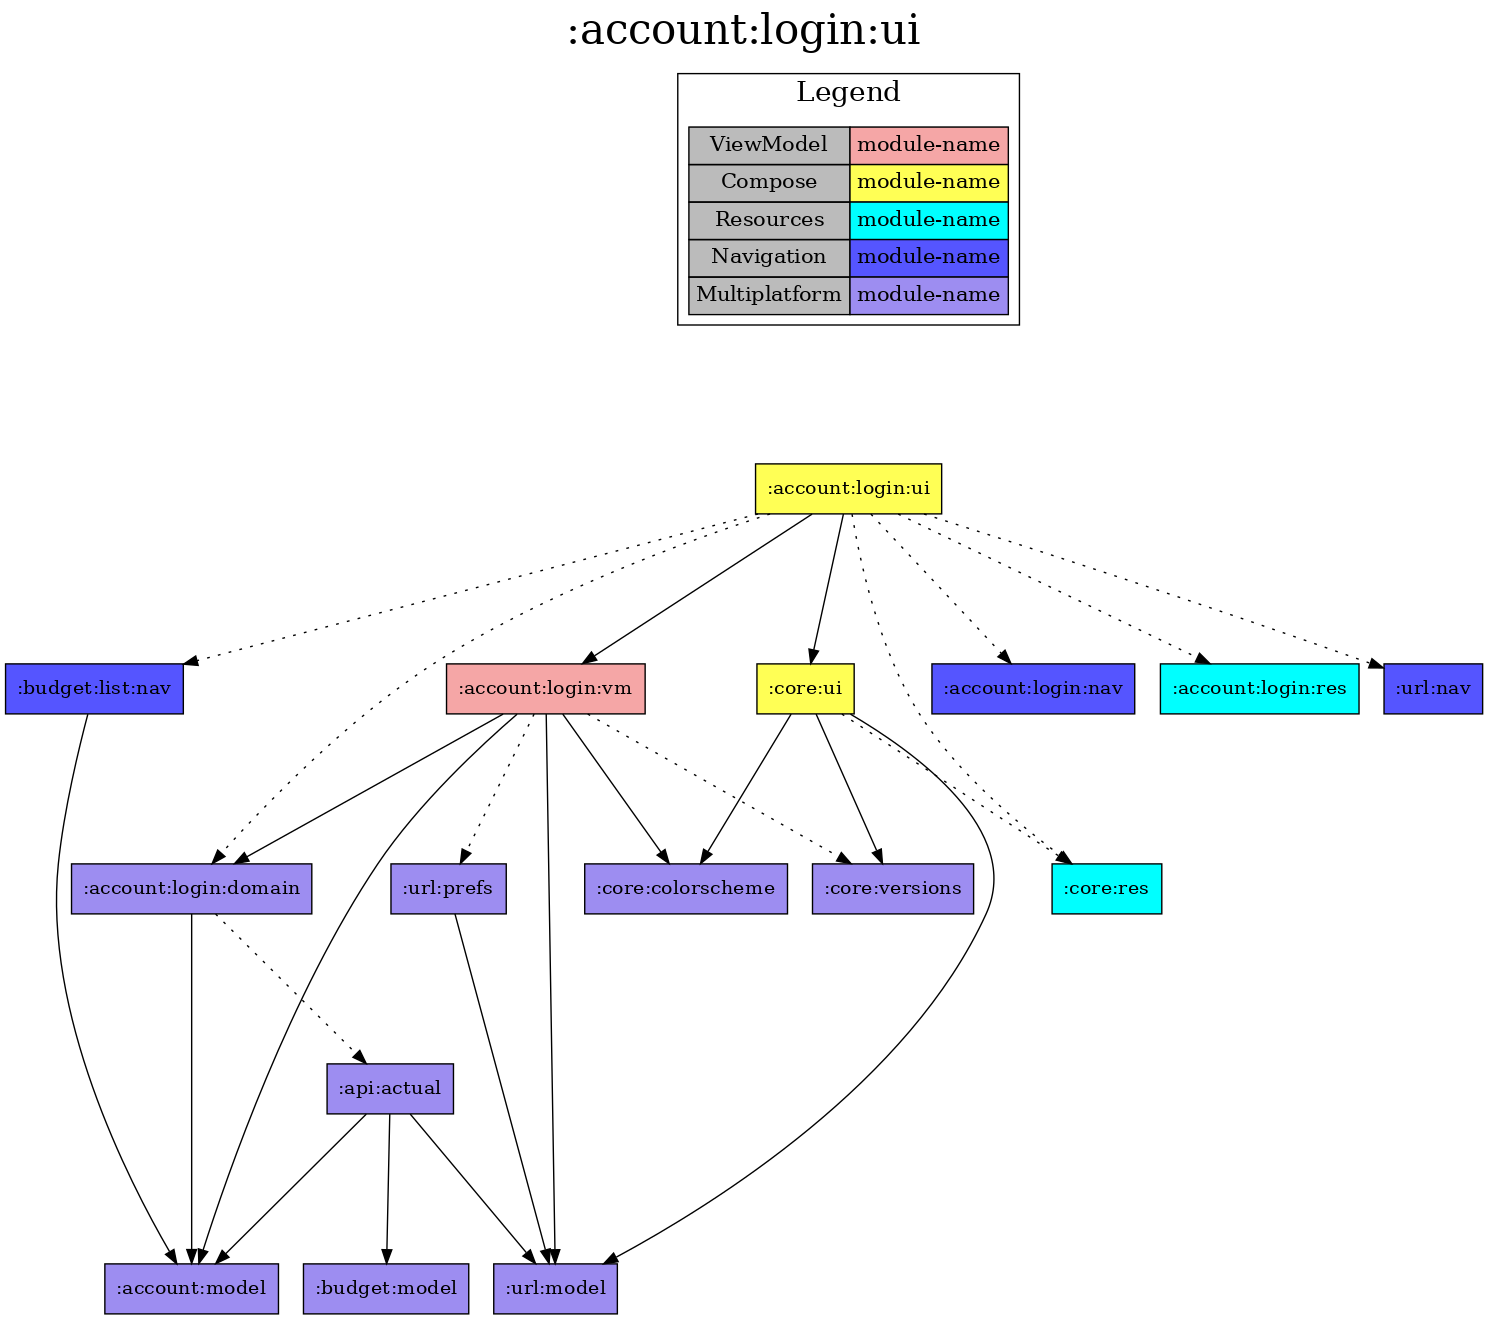 :account:login:ui
Legend
ViewModel module-name
Compose module-name
Resources module-name
Navigation module-name
Multiplatform module-name
:account:login:ui
:budget:list:nav :account:login:vm :core:ui :account:login:nav :account:login:res :url:nav
:account:login:domain :url:prefs :core:colorscheme :core:versions :core:res
:api:actual
:account:model :budget:model :url:model